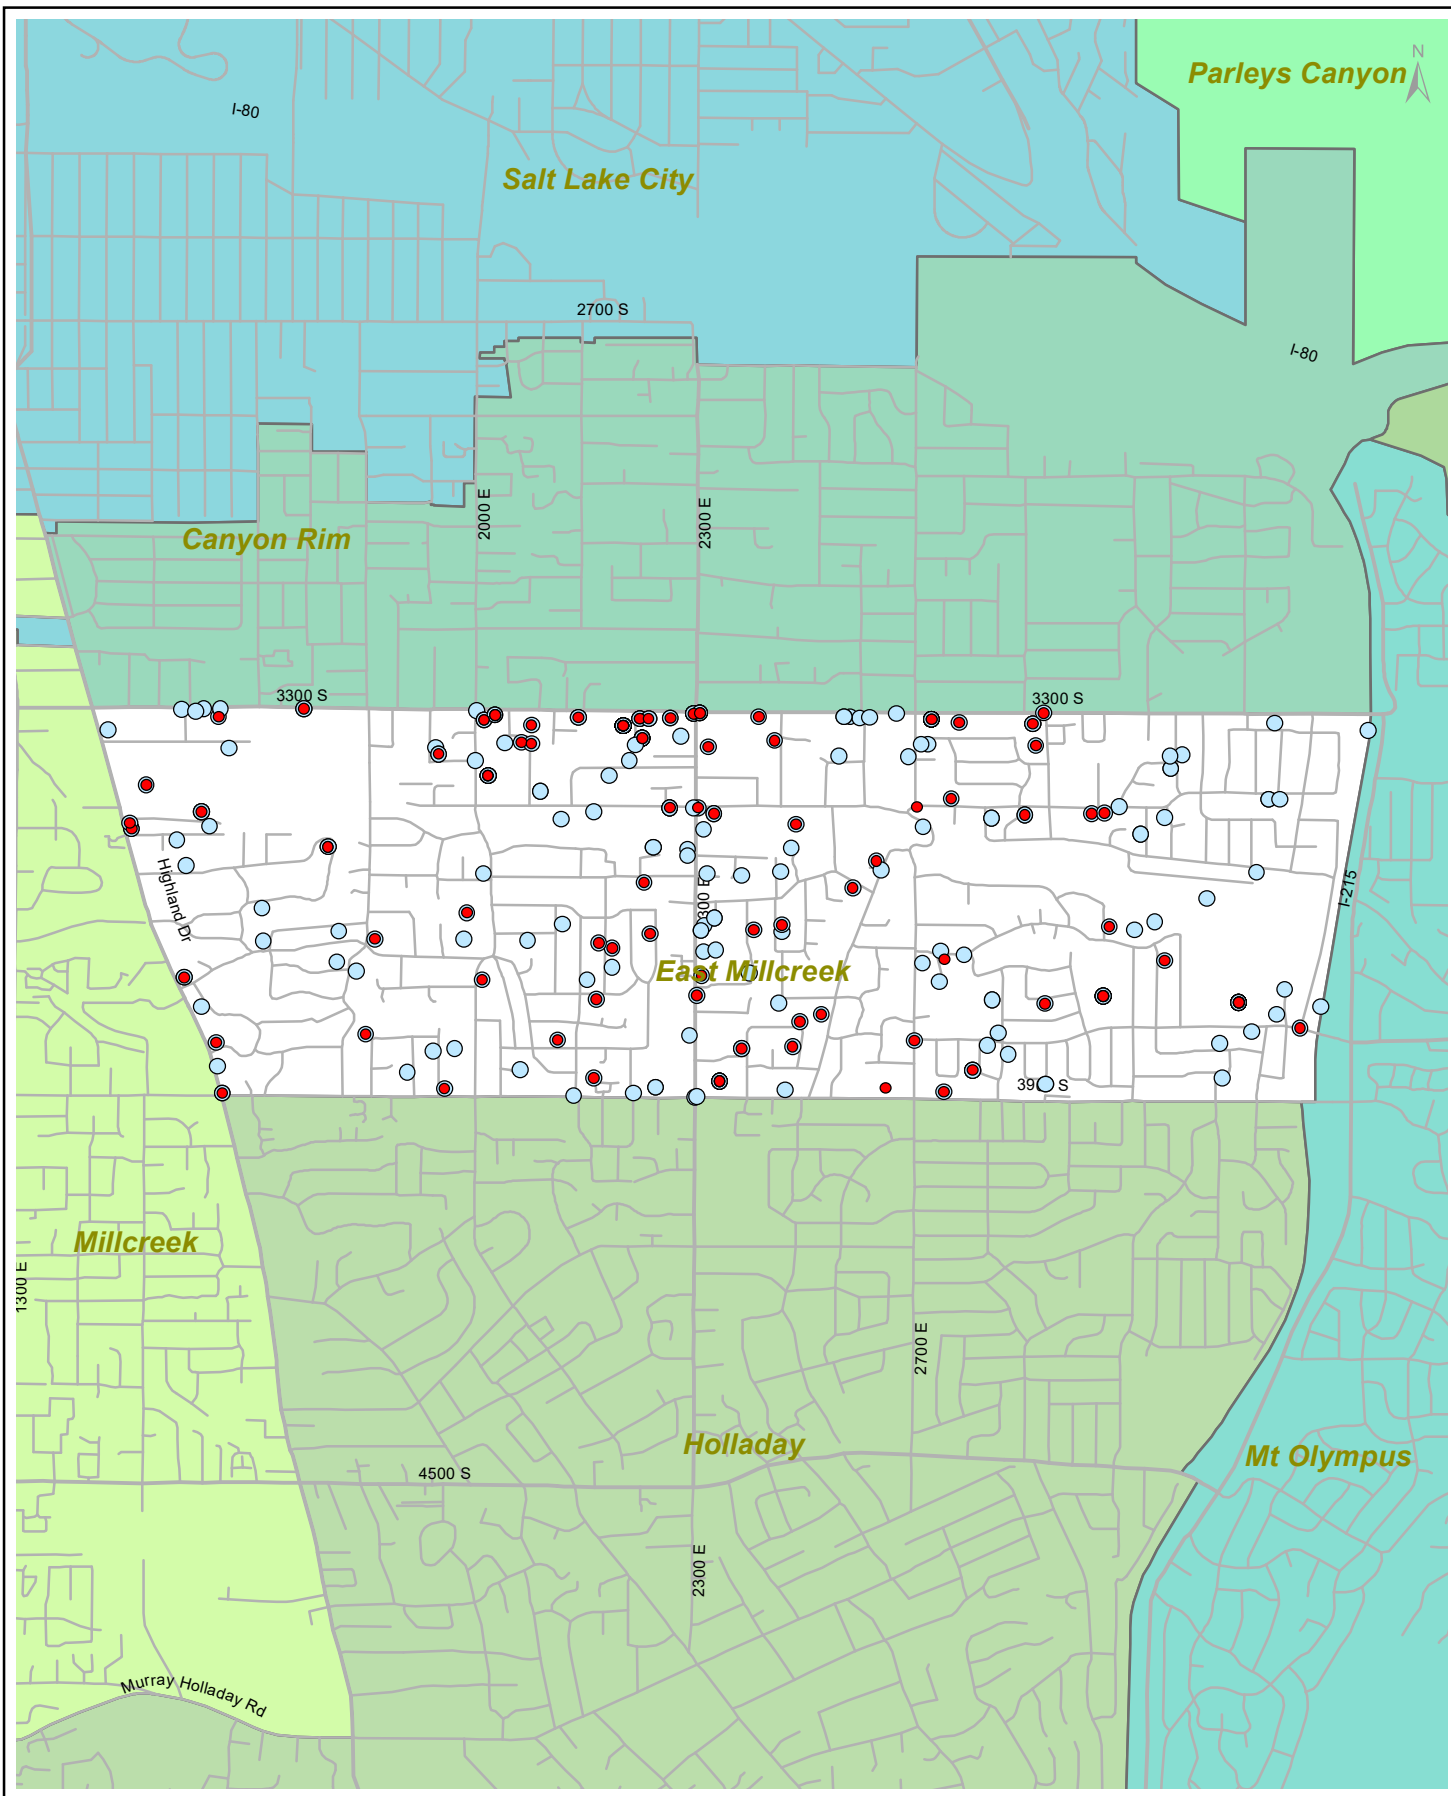 Parleys Canyon
N
I-80
Salt Lake City
2700 S
I-80
2000 E
2300 E
Canyon Rim
3300 S
3300 S
Highland Dr
I-215
East Millcreek
Millcreek
1300 E
2700 E
Holladay
Mt Olympus
4500 S
2300 E
Murray Holladay Rd